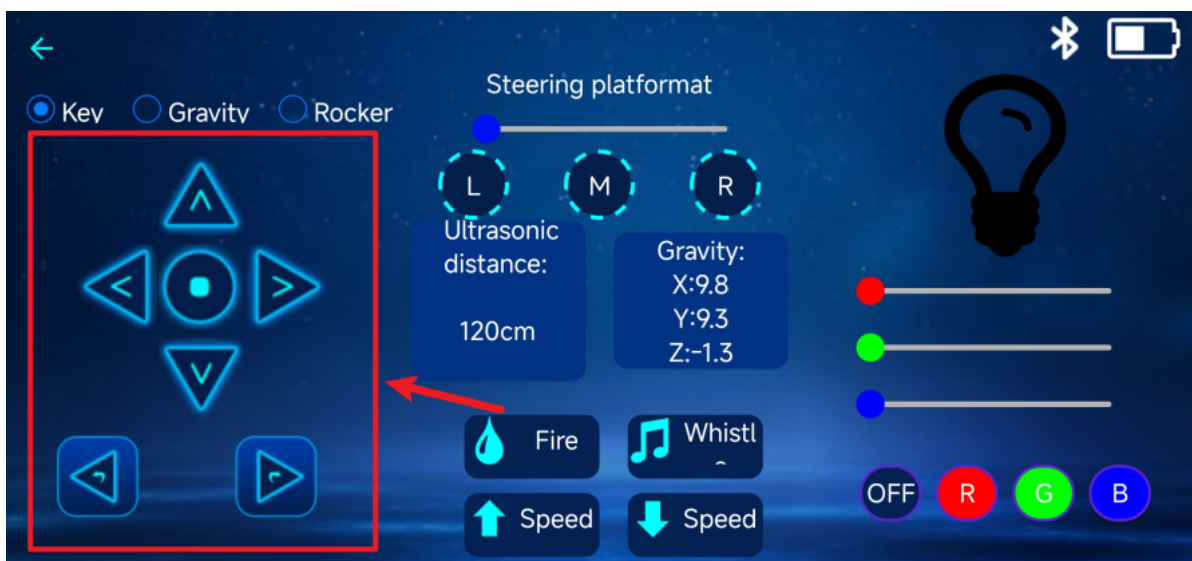 Key Gravity Rocker
Steering platformat
L M R
Ultrasonic
distance:
120cm
Gravity:
X:9.8
Y:9.3
Z:-1.3
Fire
Whistl
Speed
Speed
OFF R G B